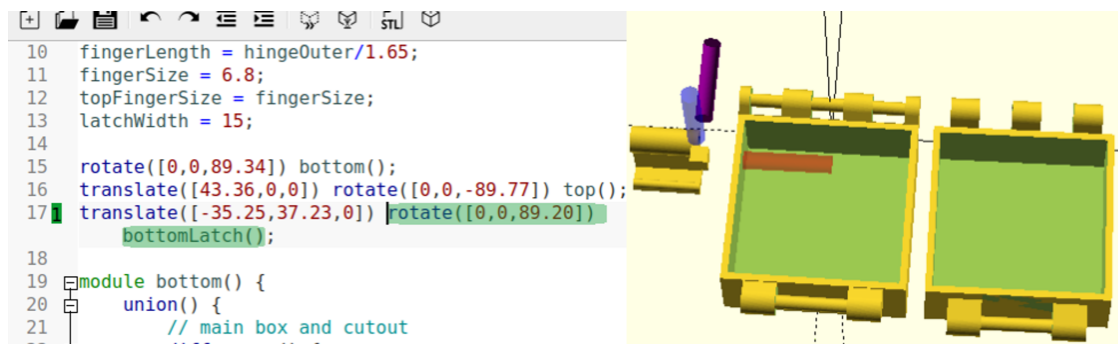 STL
10 fingerLength = hingeOuter/1.65;
11 fingerSize = 6.8;
12 topFingerSize = fingerSize;
13 latchWidth = 15;
14
15 rotate([0,0,89.34]) bottom();
16 translate([43.36,0,0]) rotate([0,0,-89.77]) top();
17 1 translate([-35.25,37.23,0]) rotate([0,0,89.20])
bottomLatch();
18
19 module bottom() {
20 union() {
21 // main box and cutout